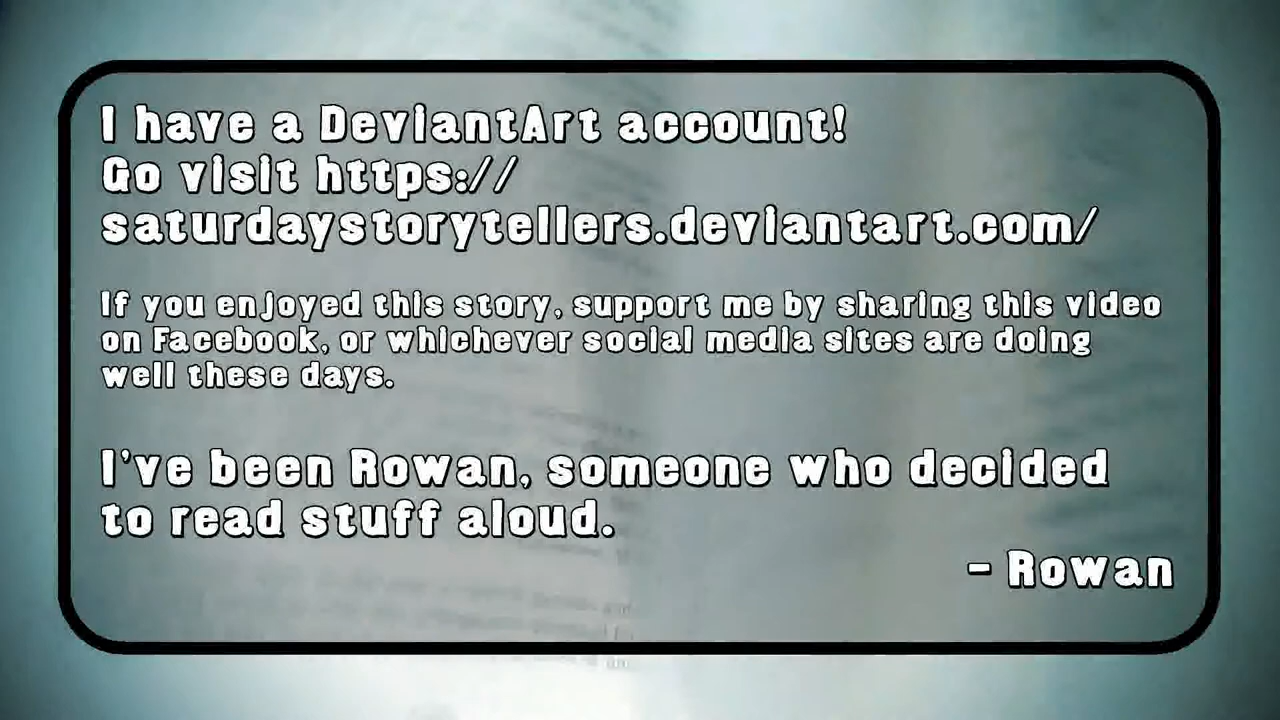 I have a DeviantArt account!
Go visit https://
saturdaystorytellers.deviantart.com/
If you enjoyed this story, support me by sharing this video
on Facebook, or whichever social media sites are doing
well these days.
I've been Rowan, someone who decided
to read stuff aloud.
- Rowan